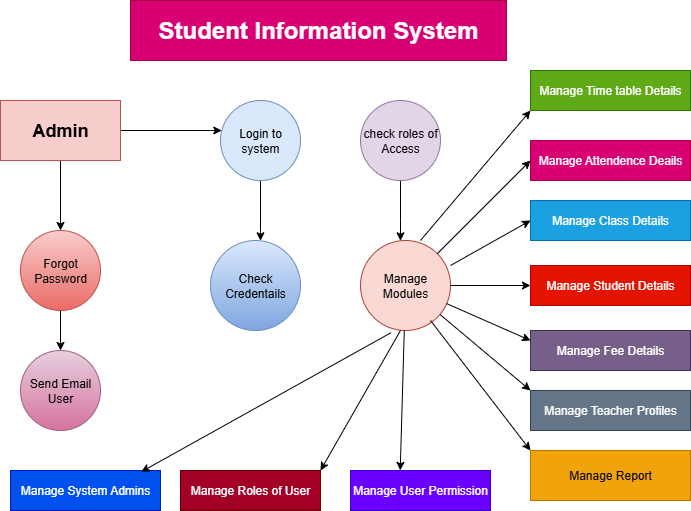 Student Information System
Admin
Login to
system
check roles of
Access
Manage Time table Details
Manage Attendence Deails
Manage Class Details
Forgot
Password
Check
Credentails
Manage
Modules
Manage Student Details
Manage Fee Details
Send Email
User
Manage Teacher Profiles
Manage Report
Manage System Admins
Manage Roles of User
Manage User Permission